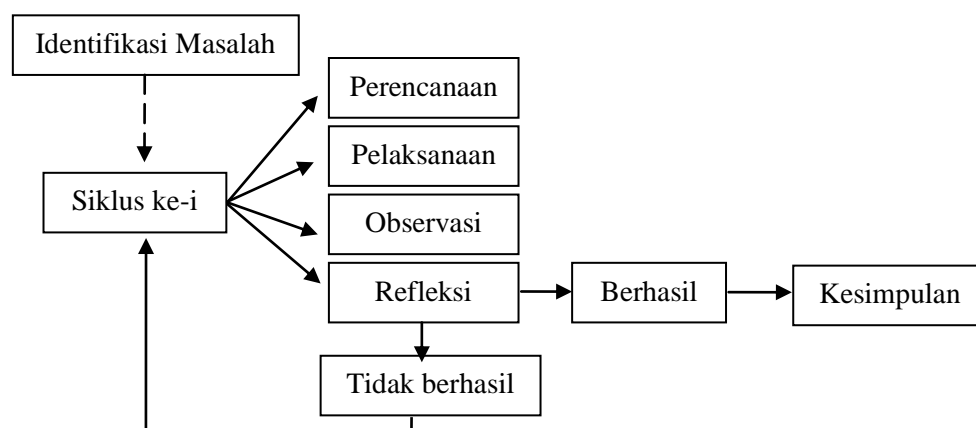 Identifikasi Masalah
Perencanaan
Pelaksanaan
Siklus ke-i
Observasi
Refleksi
Berhasil
Kesimpulan
Tidak berhasil